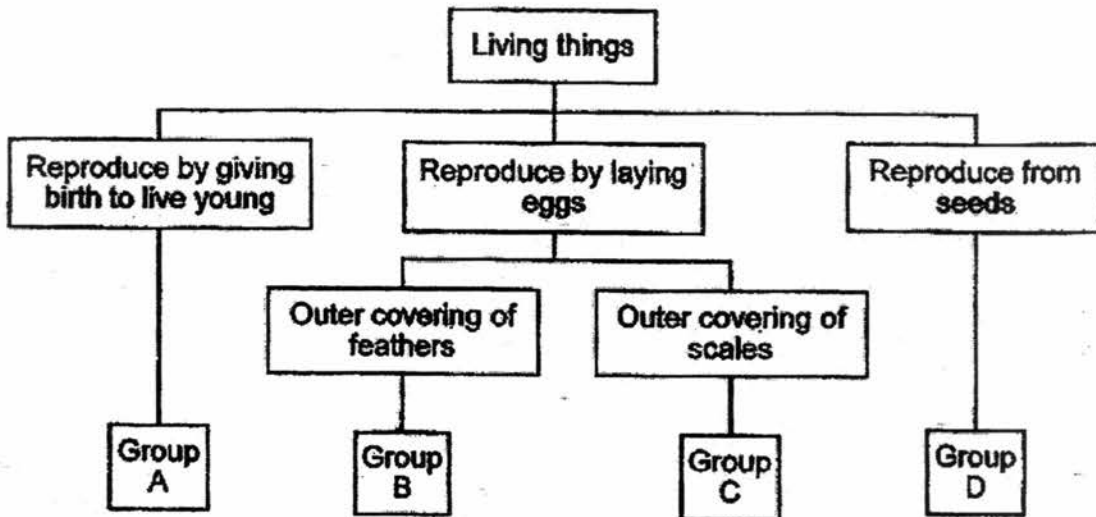 Living things
Reproduce by giving
birth to live young
Reproduce by laying
eggs
Reproduce from
seeds
Outer covering of
feathers
Outer covering of
scales
Group
A
Group
B
Group
C
Group
D